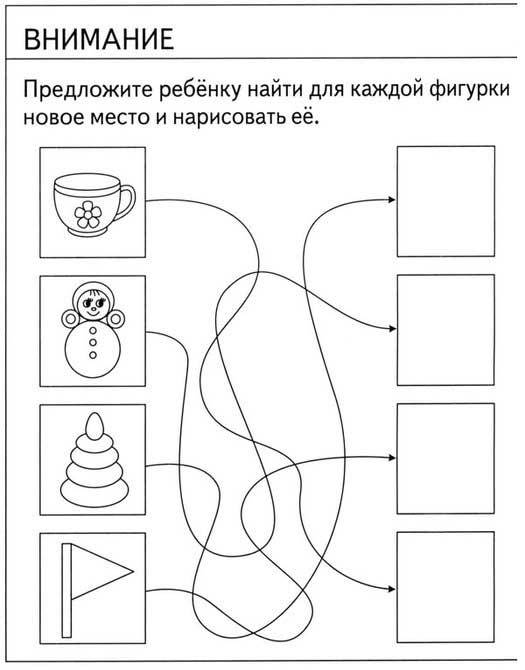 ВНИМАНИЕ
Предложите ребёнку найти для каждой фигурки
новое место и нарисовать её.